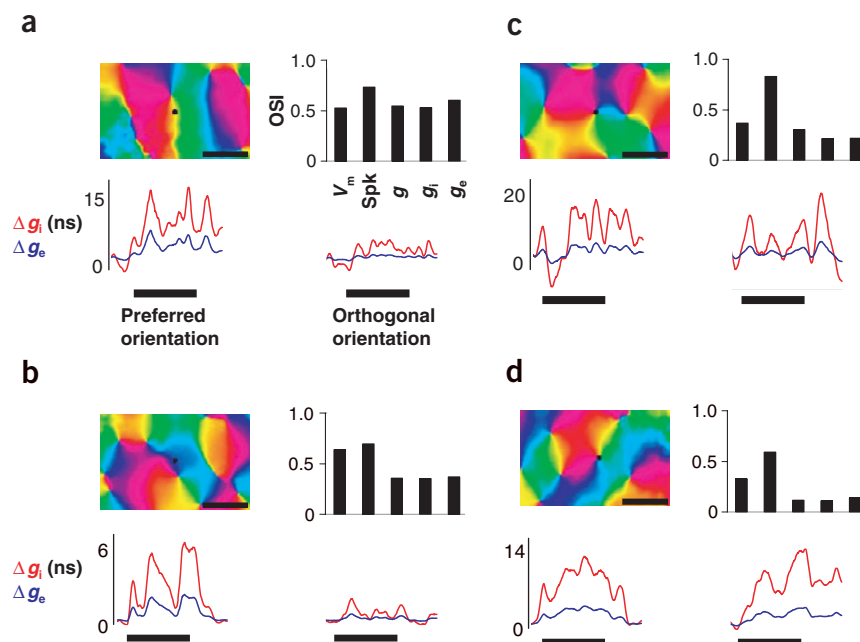 a
1.0
0.5
0
OSI
Vm
Spk
g
gi
ge
15
0
Δgi (ns)
Δge
Preferred
orientation
Orthogonal
orientation
b
1.0
0.5
0
6
0
Δgi (ns)
Δge
c
1.0
0.5
0
20
0
d
1.0
0.5
0
14
0